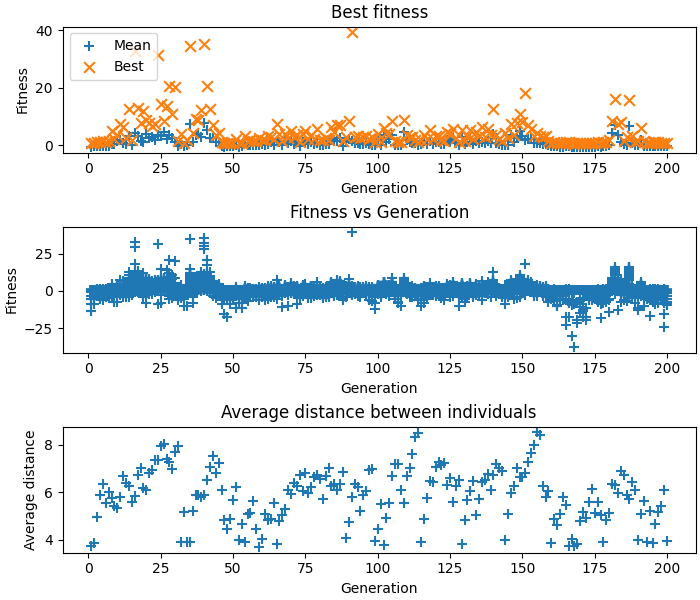 Best fitness
40
20
0
Fitness
Mean
Best
0 25 50 75 100 125 150 175 200
Generation
Fitness vs Generation
25
0
−25
Fitness
0 25 50 75 100 125 150 175 200
Generation
Average distance between individuals
8
6
4
Average distance
0 25 50 75 100 125 150 175 200
Generation